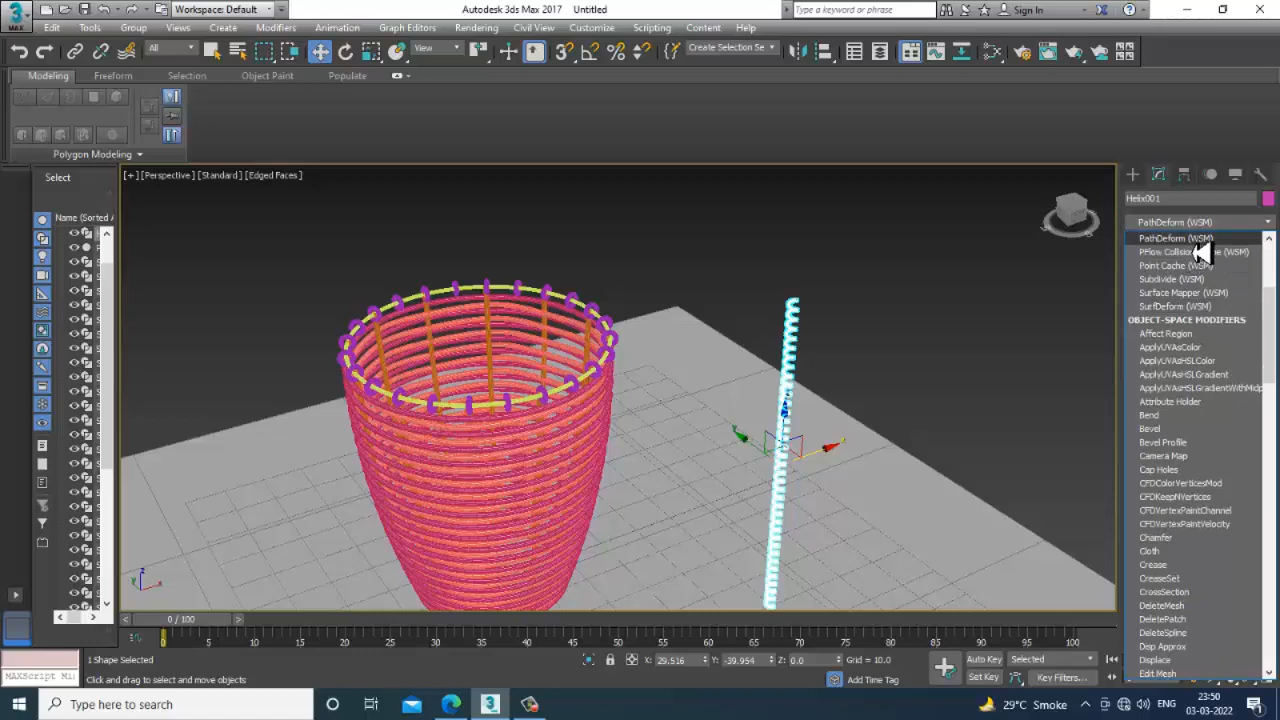 MAX
Workspace: Default
Autodesk 3ds Max 2017 Untitled
Type a keyword or phrase
Sign In
Edit Tools Group Views Create Modifiers Animation Graph Editors Rendering Civil View Customize Scripting Content Help
All
View
Create Selection Se
Modeling Freeform Selection Object Paint Populate
Polygon Modeling
Select
Name (Sorted A
[+] [Perspective] [Standard] [Edged Faces]
Helix001
PathDeform (WSM)
PathDeform (WSM)
Point Cache (WSM)
Subdivide (WSM)
Surface Mapper (WSM)
SurfDeform (WSM)
OBJECT-SPACE MODIFIERS
Affect Region
ApplyUVAsColor
ApplyUVAsHSLColor
ApplyUVAsHSLGradient
ApplyUVAsHSLGradientWithMidp
Attribute Holder
Bend
Bevel
Bevel Profile
Camera Map
Cap Holes
CFDColorVerticesMod
CFDKeepNVertices
CFDVertexPaintChannel
CFDVertexPaintVelocity
Chamfer
Cloth
Crease
CreaseSet
CrossSection
DeleteMesh
DeletePatch
DeleteSpline
Disp Approx
Displace
Edit Mesh
z
y
x
0 / 100
0 5 10 15 20 25 30 35 40 45 50 55 60 65 70 75 80 85 90 95 100
1 Shape Selected
X: 29.516 Y: -39.954 Z: 0.0 Grid = 10.0
Auto Key Selected
MAXScript Mi
Click and drag to select and move objects
Add Time Tag
Set Key Key Filters...
Type here to search
29°C Smoke
ENG
23:50
03-03-2022